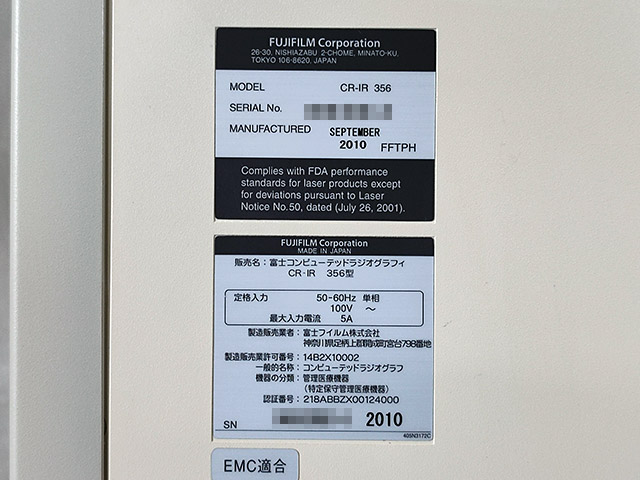 FUJIFILM Corporation
26-30, NISHIAZABU 2-CHOME, MINATO-KU,
TOKYO 106-8620, JAPAN
MODEL CR-IR 356
SERIAL No.
MANUFACTURED SEPTEMBER
2010 FFTPH
Complies with FDA performance
standards for laser products except
for deviations pursuant to Laser
Notice No.50, dated (July 26, 2001).
FUJIFILM Corporation
MADE IN JAPAN
販売名：富士コンピューテッドラジオグラフィ
CR-IR 356型
定格入力 50-60Hz 単相
100V ～
最大入力電流 5A
製造販売業者：富士フイルム株式会社
神奈川県足柄上郡開成町宮台798番地
製造販売業許可番号：14B2X10002
一般的名称：コンピューテッドラジオグラフ
機器の分類：管理医療機器
（特定保守管理医療機器）
認証番号：218ABBZX00124000
SN 2010
405N3172C
EMC適合